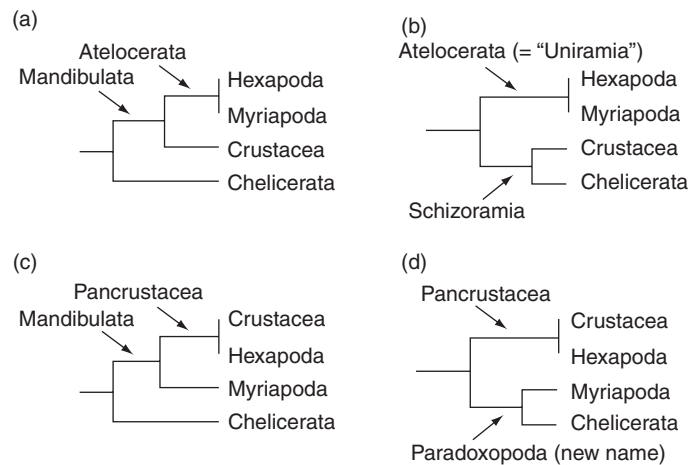 (a)
Atelocerata
Mandibulata
Hexapoda
Myriapoda
Crustacea
Chelicerata
(b)
Atelocerata (= “Uniramia”)
Hexapoda
Myriapoda
Crustacea
Chelicerata
Schizoramia
(c)
Pancrustacea
Mandibulata
Crustacea
Hexapoda
Myriapoda
Chelicerata
(d)
Pancrustacea
Crustacea
Hexapoda
Myriapoda
Chelicerata
Paradoxopoda (new name)